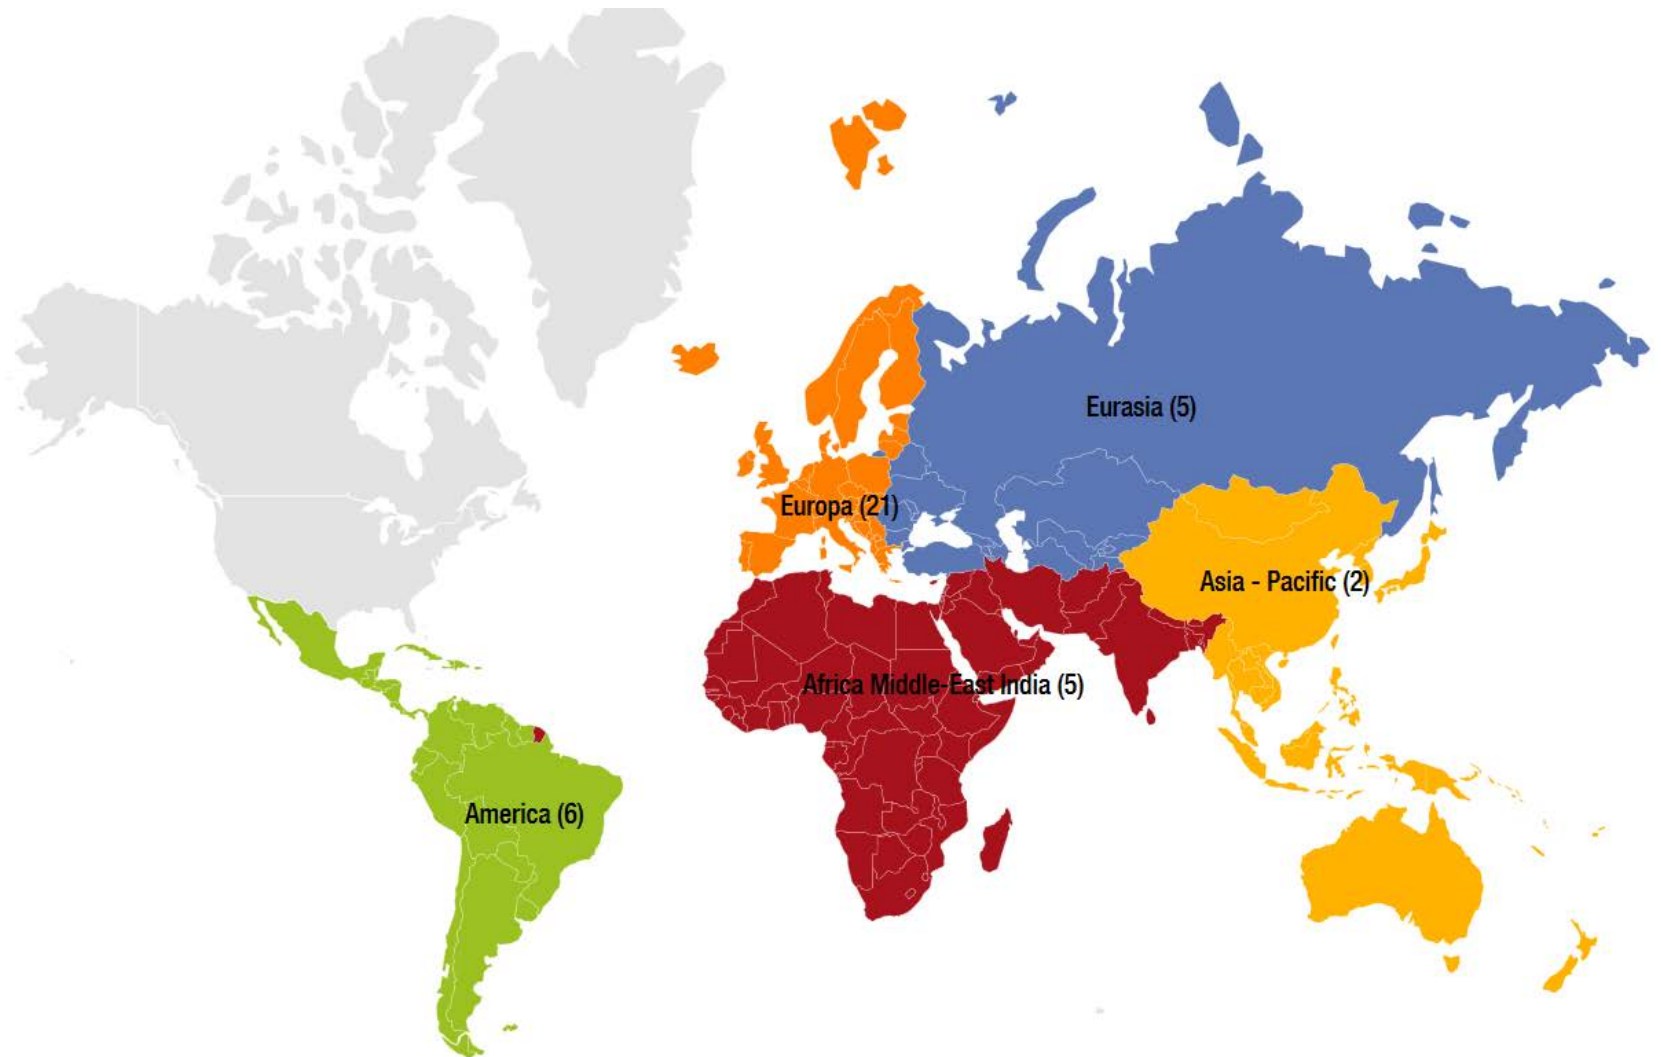 Eurasia (5)
Europa (21)
Asia - Pacific (2)
Africa Middle-East India (5)
America (6)